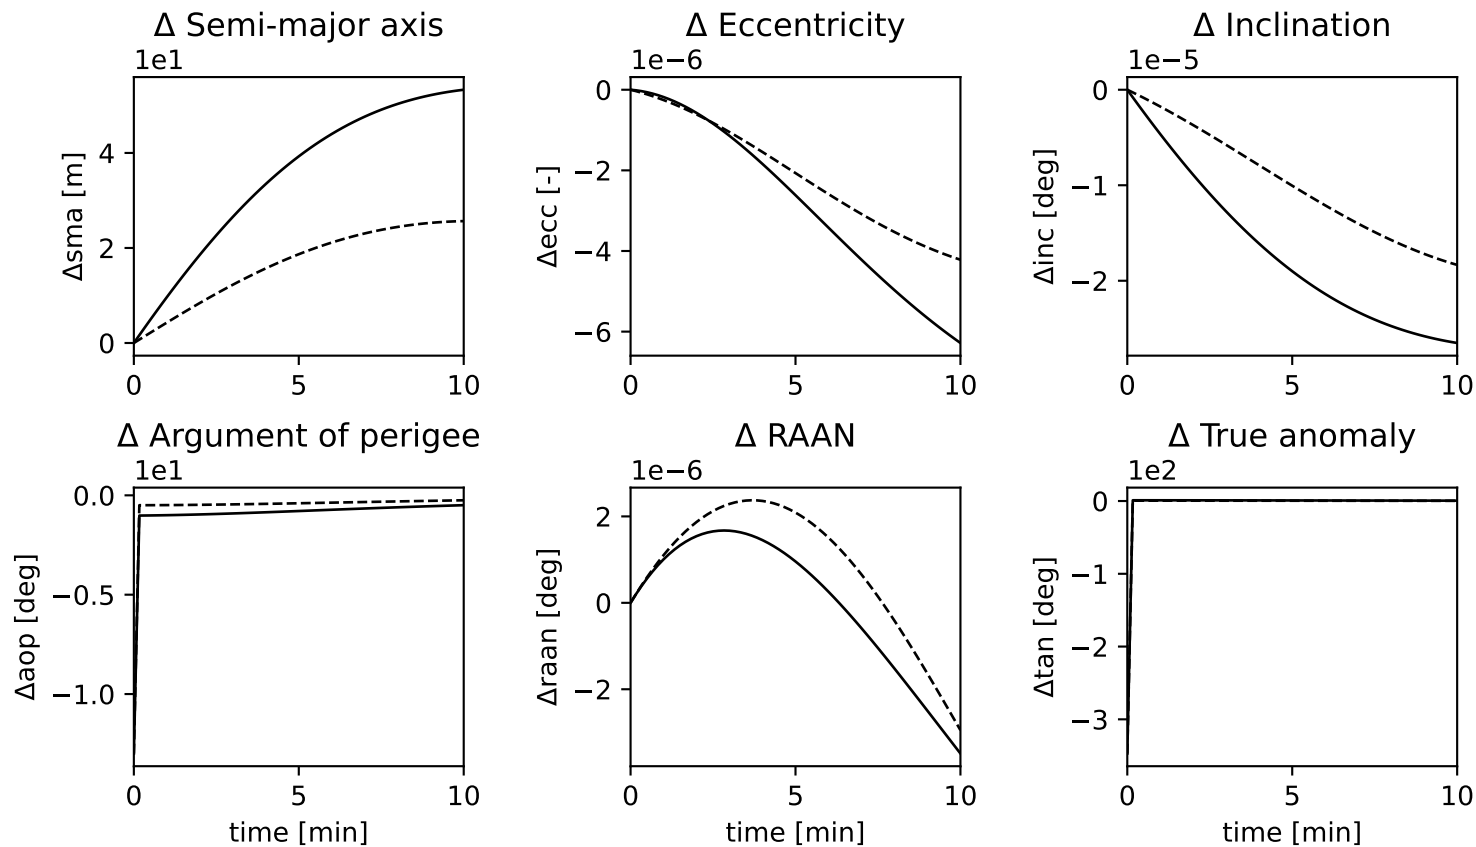 Δ Semi-major axis
1e1
Δsma [m]
4
2
0
0 5 10
Δ Eccentricity
1e−6
Δecc [-]
0
−2
−4
−6
0 5 10
Δ Inclination
1e−5
Δinc [deg]
0
−1
−2
0 5 10
Δ Argument of perigee
1e1
Δaop [deg]
0.0
−0.5
−1.0
0 5 10
time [min]
Δ RAAN
1e−6
Δraan [deg]
2
0
−2
0 5 10
time [min]
Δ True anomaly
1e2
Δtan [deg]
0
−1
−2
−3
0 5 10
time [min]